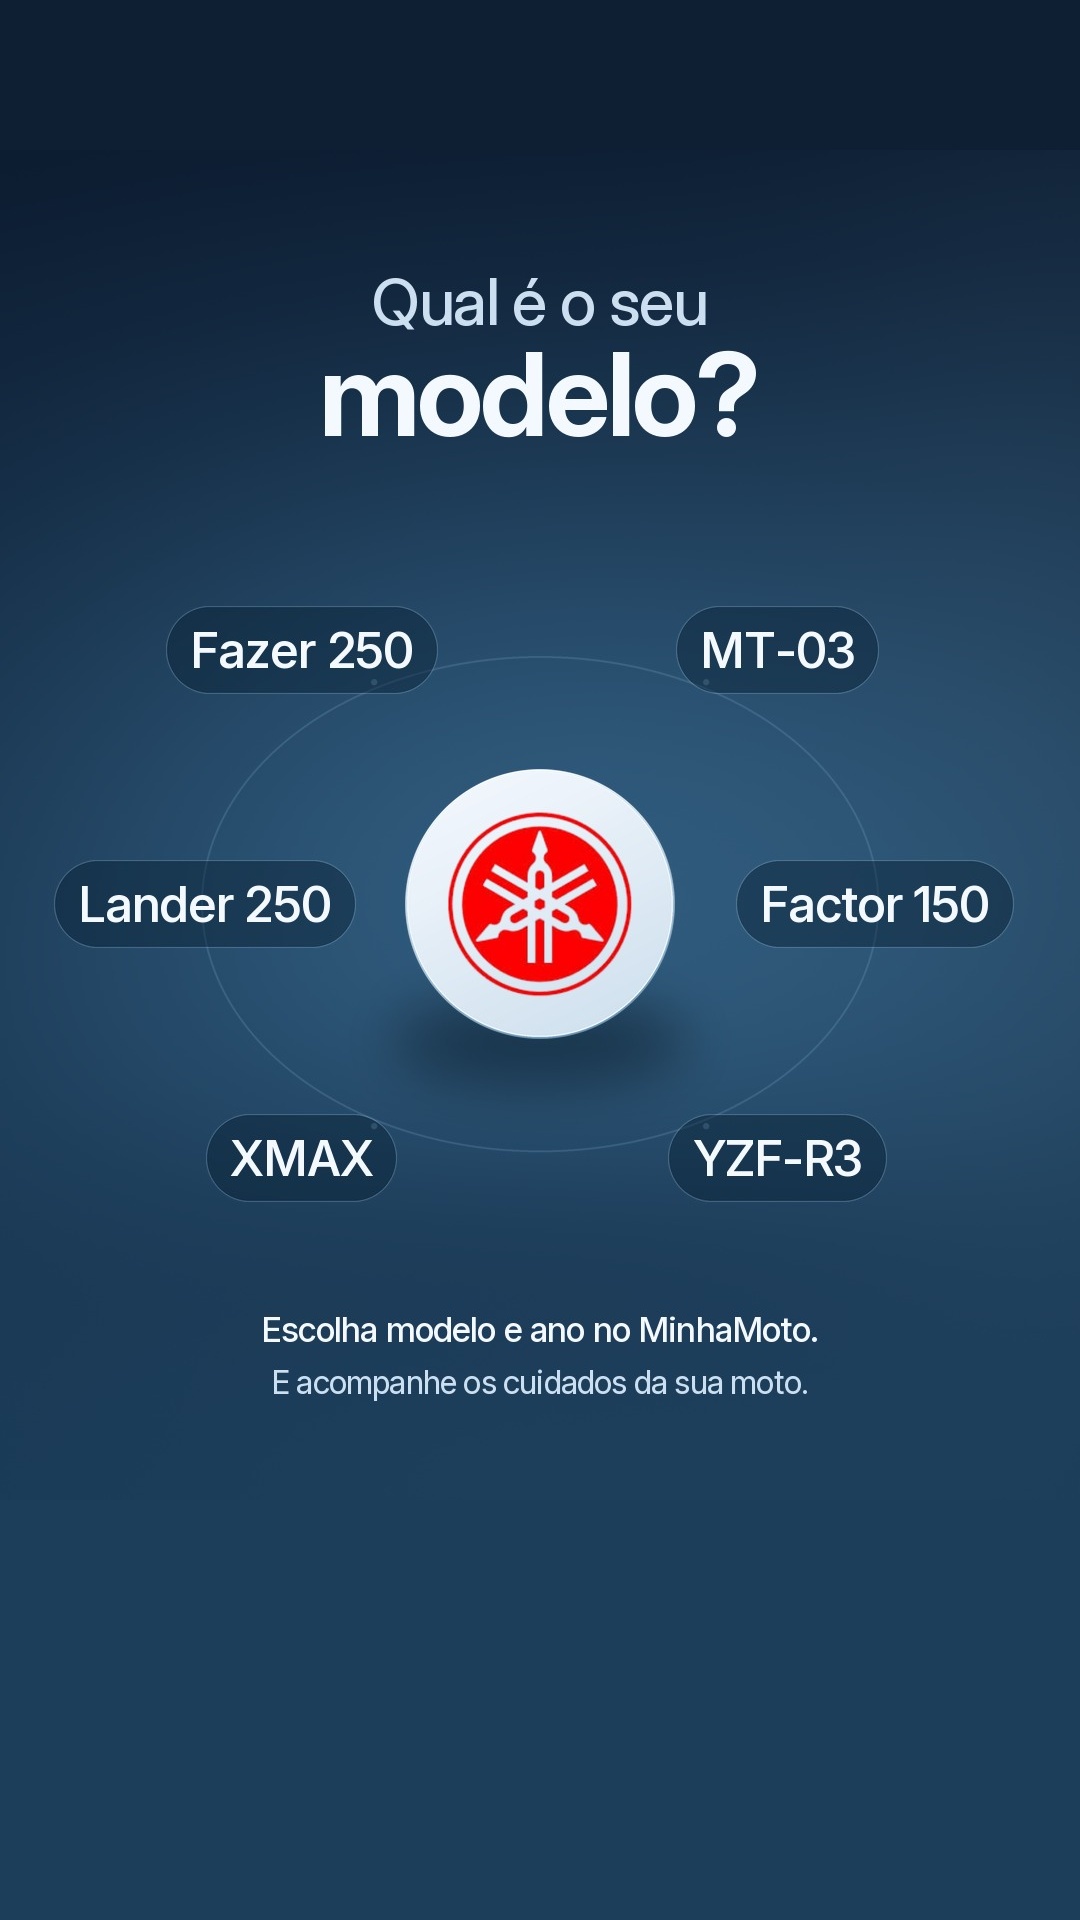 Qual é o seu
modelo?
Fazer 250
MT-03
Lander 250
Factor 150
XMAX
YZF-R3
Escolha modelo e ano no MinhaMoto.
E acompanhe os cuidados da sua moto.